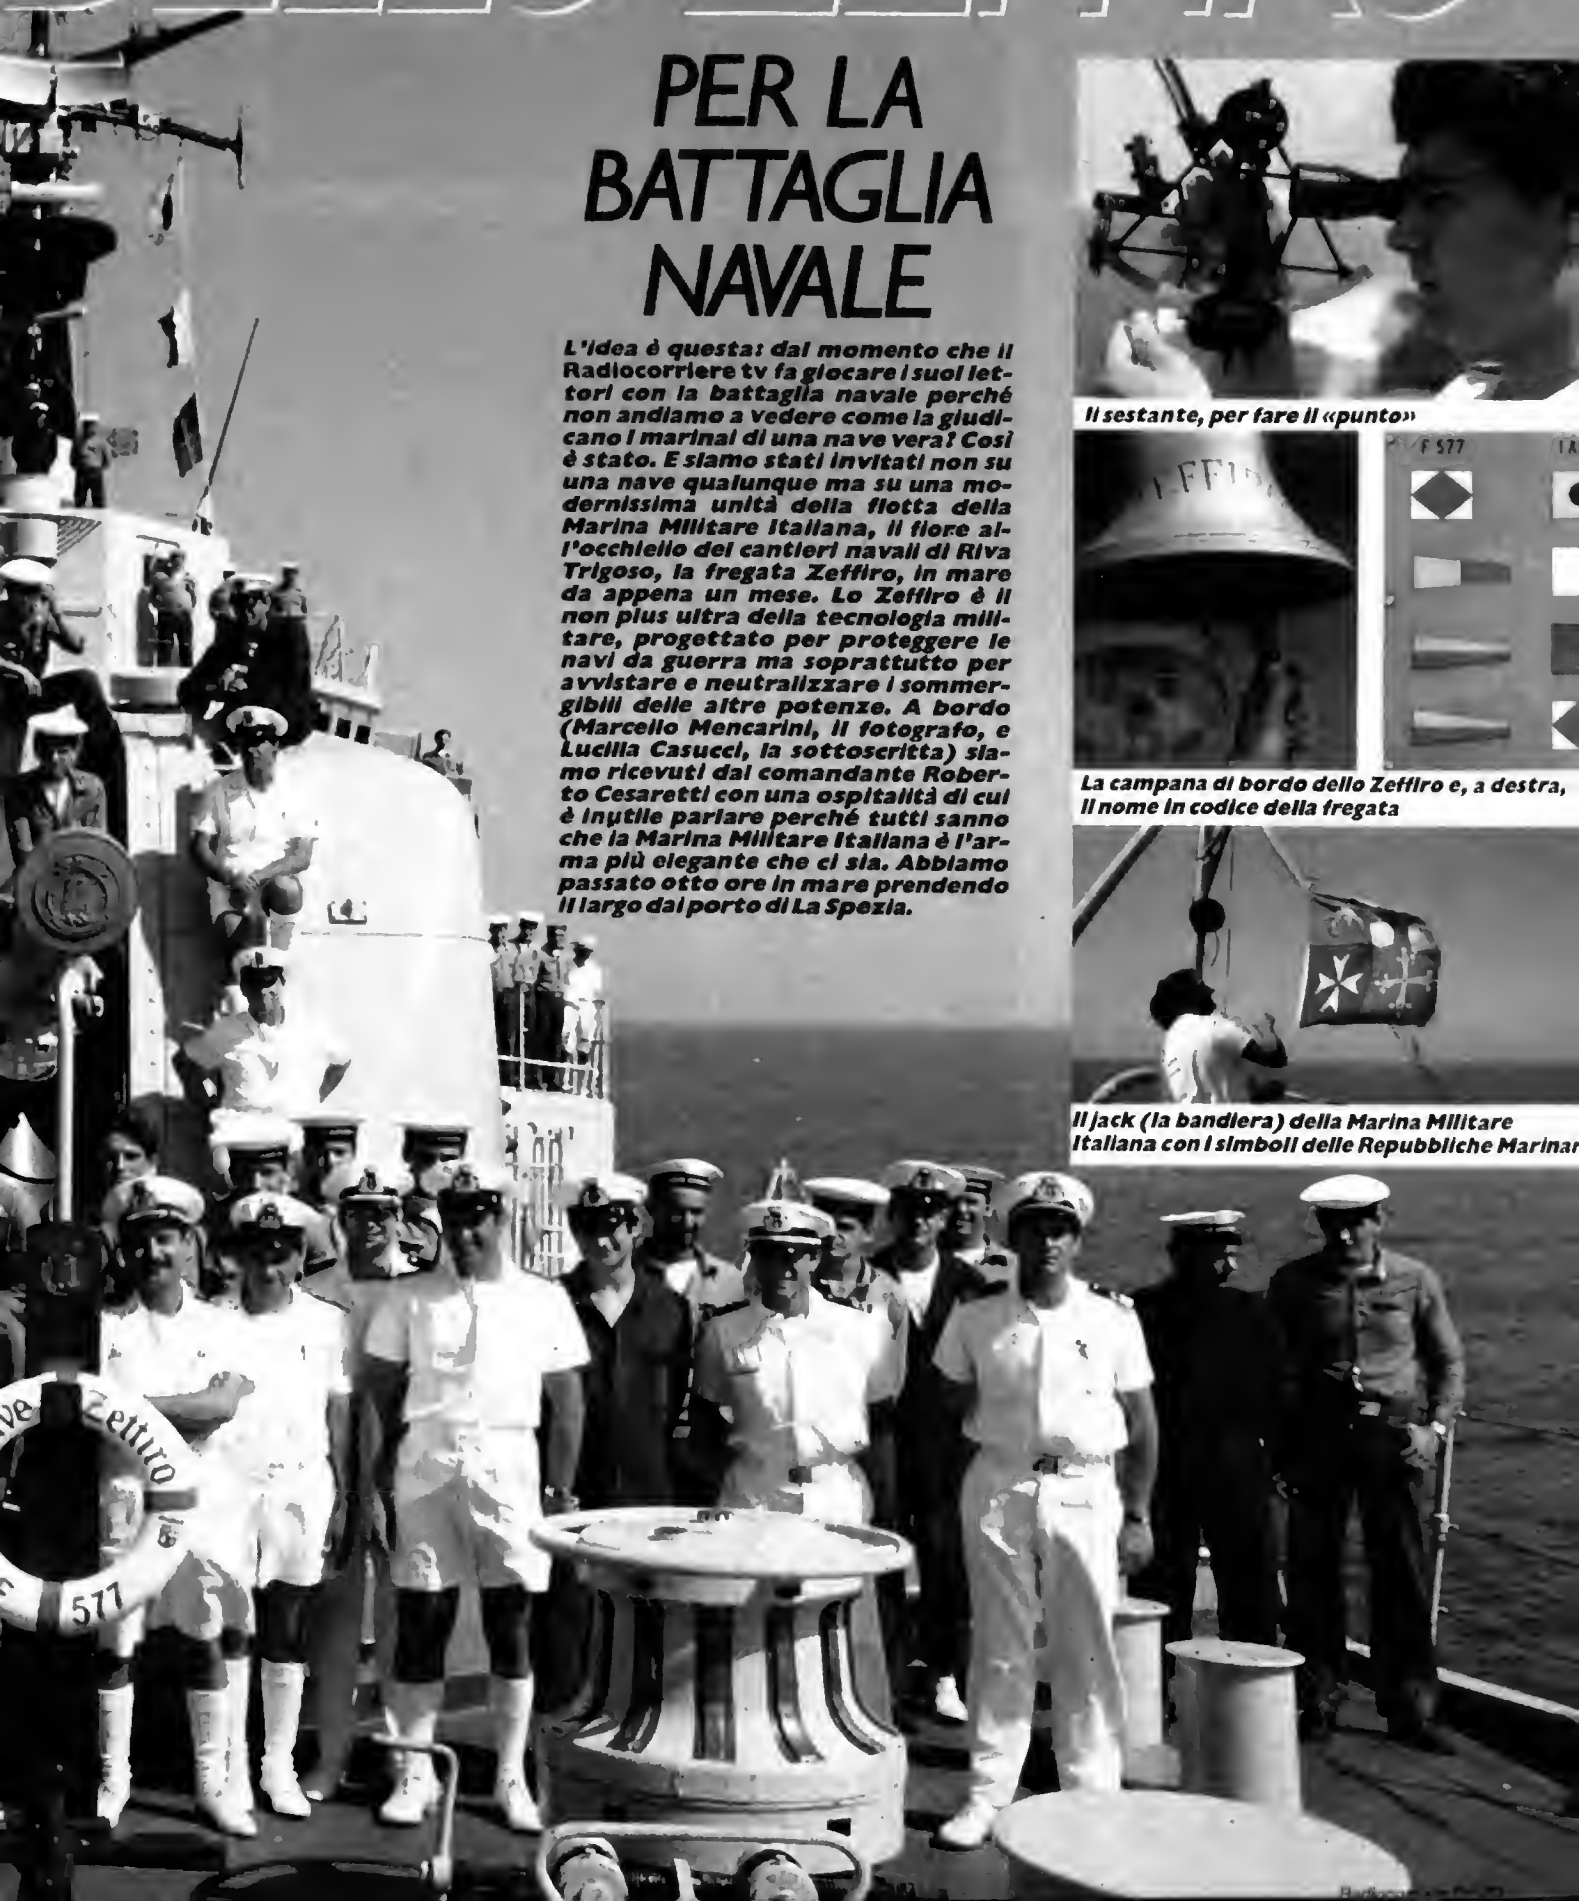 PER LA
BATTAGLIA
NAVALE
L'idea è questa: dal momento che il
Radiocorriere tv fa giocare i suoi let-
tori con la battaglia navale perché
non andiamo a vedere come la giudi-
cano i marinai di una nave vera? Così
è stato. E siamo stati invitati non su
una nave qualunque ma su una mo-
dernissima unità della flotta della
Marina Militare Italiana, il fiore al-
l'occhiello dei cantieri navali di Riva
Trigoso, la fregata Zeffiro, in mare
da appena un mese. Lo Zeffiro è il
non plus ultra della tecnologia mili-
tare, progettato per proteggere le
navi da guerra ma soprattutto per
avvistare e neutralizzare i sommer-
gibili delle altre potenze. A bordo
(Marcello Mencarini, il fotografo, e
Lucilla Casucci, la sottoscritta) sia-
mo ricevuti dal comandante Rober-
to Cesaretti con una ospitalità di cui
è inutile parlare perché tutti sanno
che la Marina Militare Italiana è l'ar-
ma più elegante che ci sia. Abbiamo
passato otto ore in mare prendendo
il largo dal porto di La Spezia.
Il sestante, per fare il «punto»
F 577
La campana di bordo dello Zeffiro e, a destra,
il nome in codice della fregata
Il jack (la bandiera) della Marina Militare
Italiana con i simboli delle Repubbliche Marinar
Zeffiro
577